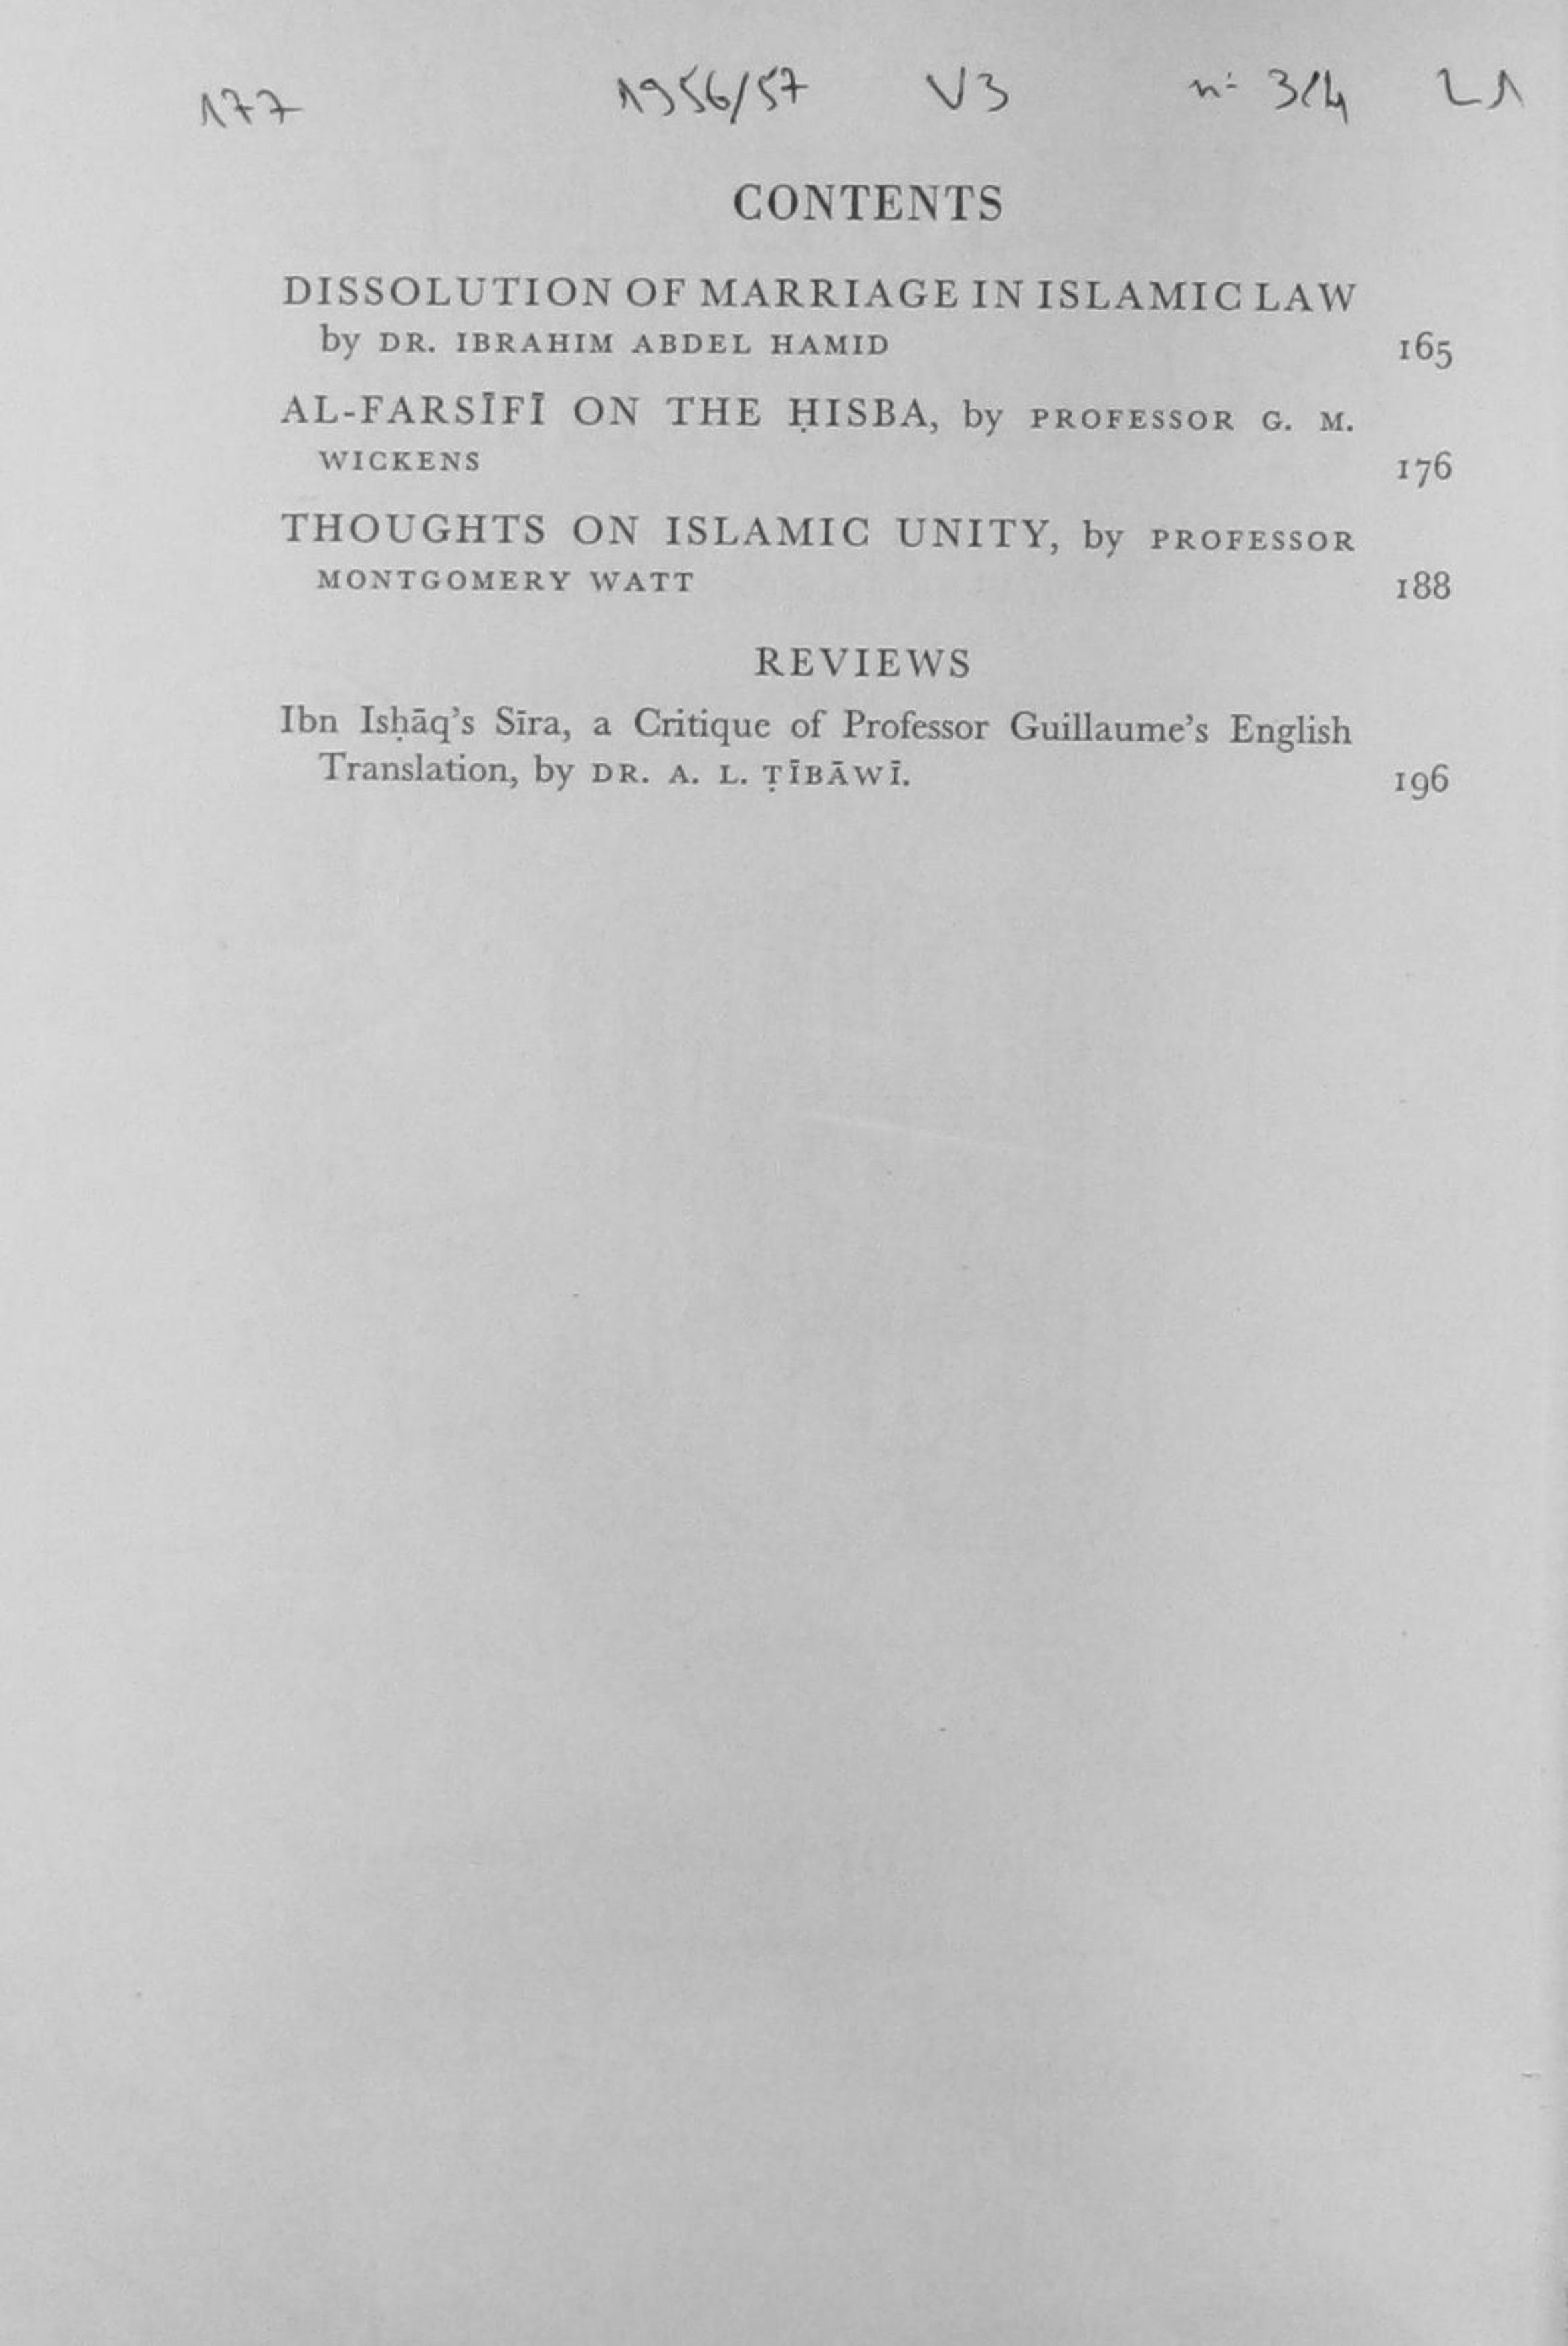 177 1956/57 V3 n: 3/4 L1
CONTENTS
DISSOLUTION OF MARRIAGE IN ISLAMIC LAW
by DR. IBRAHIM ABDEL HAMID 165
AL-FARSĪFĪ ON THE ḤISBA, by PROFESSOR G. M.
WICKENS 176
THOUGHTS ON ISLAMIC UNITY, by PROFESSOR
MONTGOMERY WATT 188
REVIEWS
Ibn Isḥāq's Sīra, a Critique of Professor Guillaume's English
Translation, by DR. A. L. ṬĪBĀWĪ. 196